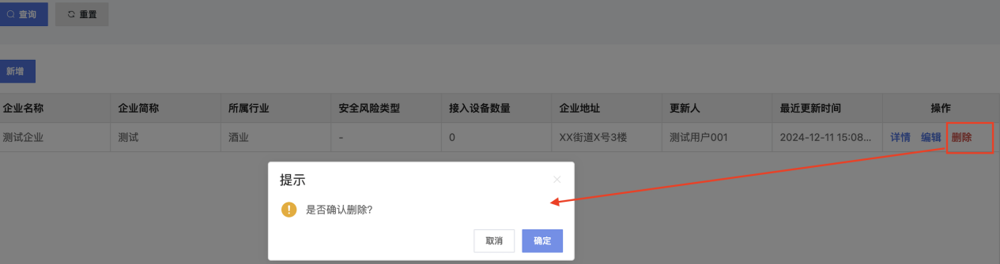 查询 重置
新增
企业名称 企业简称 所属行业 安全风险类型 接入设备数量 企业地址 更新人 最近更新时间 操作
测试企业 测试 酒业 - 0 XX街道X号3楼 测试用户001 2024-12-11 15:08... 详情 编辑 删除
提示
是否确认删除?
取消 确定